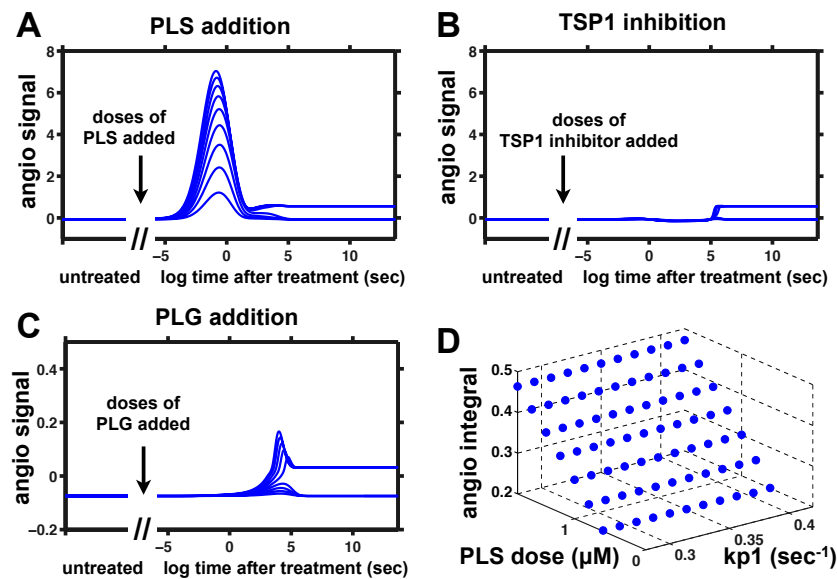 A
PLS addition
8
6
4
2
0
angio signal
doses of
PLS added
//
−5
0
5
10
untreated
log time after treatment (sec)
B
TSP1 inhibition
8
6
4
2
0
angio signal
doses of
TSP1 inhibitor added
//
−5
0
5
10
untreated
log time after treatment (sec)
C
PLG addition
0.4
0.2
0
−0.2
angio signal
doses of
PLG added
//
−5
0
5
10
untreated
log time after treatment (sec)
D
0.5
0.4
0.3
0.2
angio integral
1
0
PLS dose (μM)
0.3
0.35
0.4
kp1 (sec-1)